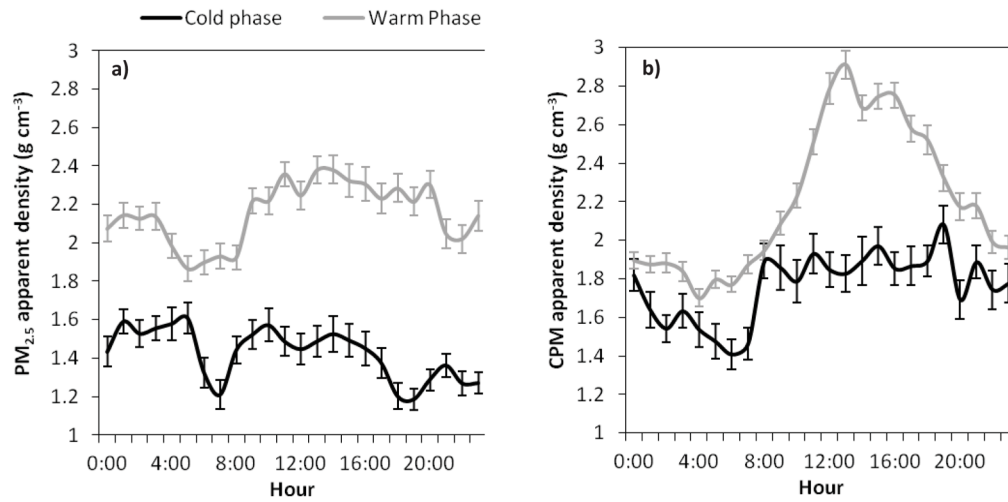 Cold phase Warm Phase
a)
PM2.5 apparent density (g cm⁻³)
3
2.8
2.6
2.4
2.2
2
1.8
1.6
1.4
1.2
1
0:00 4:00 8:00 12:00 16:00 20:00
Hour
b)
CPM apparent density (g cm⁻³)
3
2.8
2.6
2.4
2.2
2
1.8
1.6
1.4
1.2
1
0:00 4:00 8:00 12:00 16:00 20:00
Hour